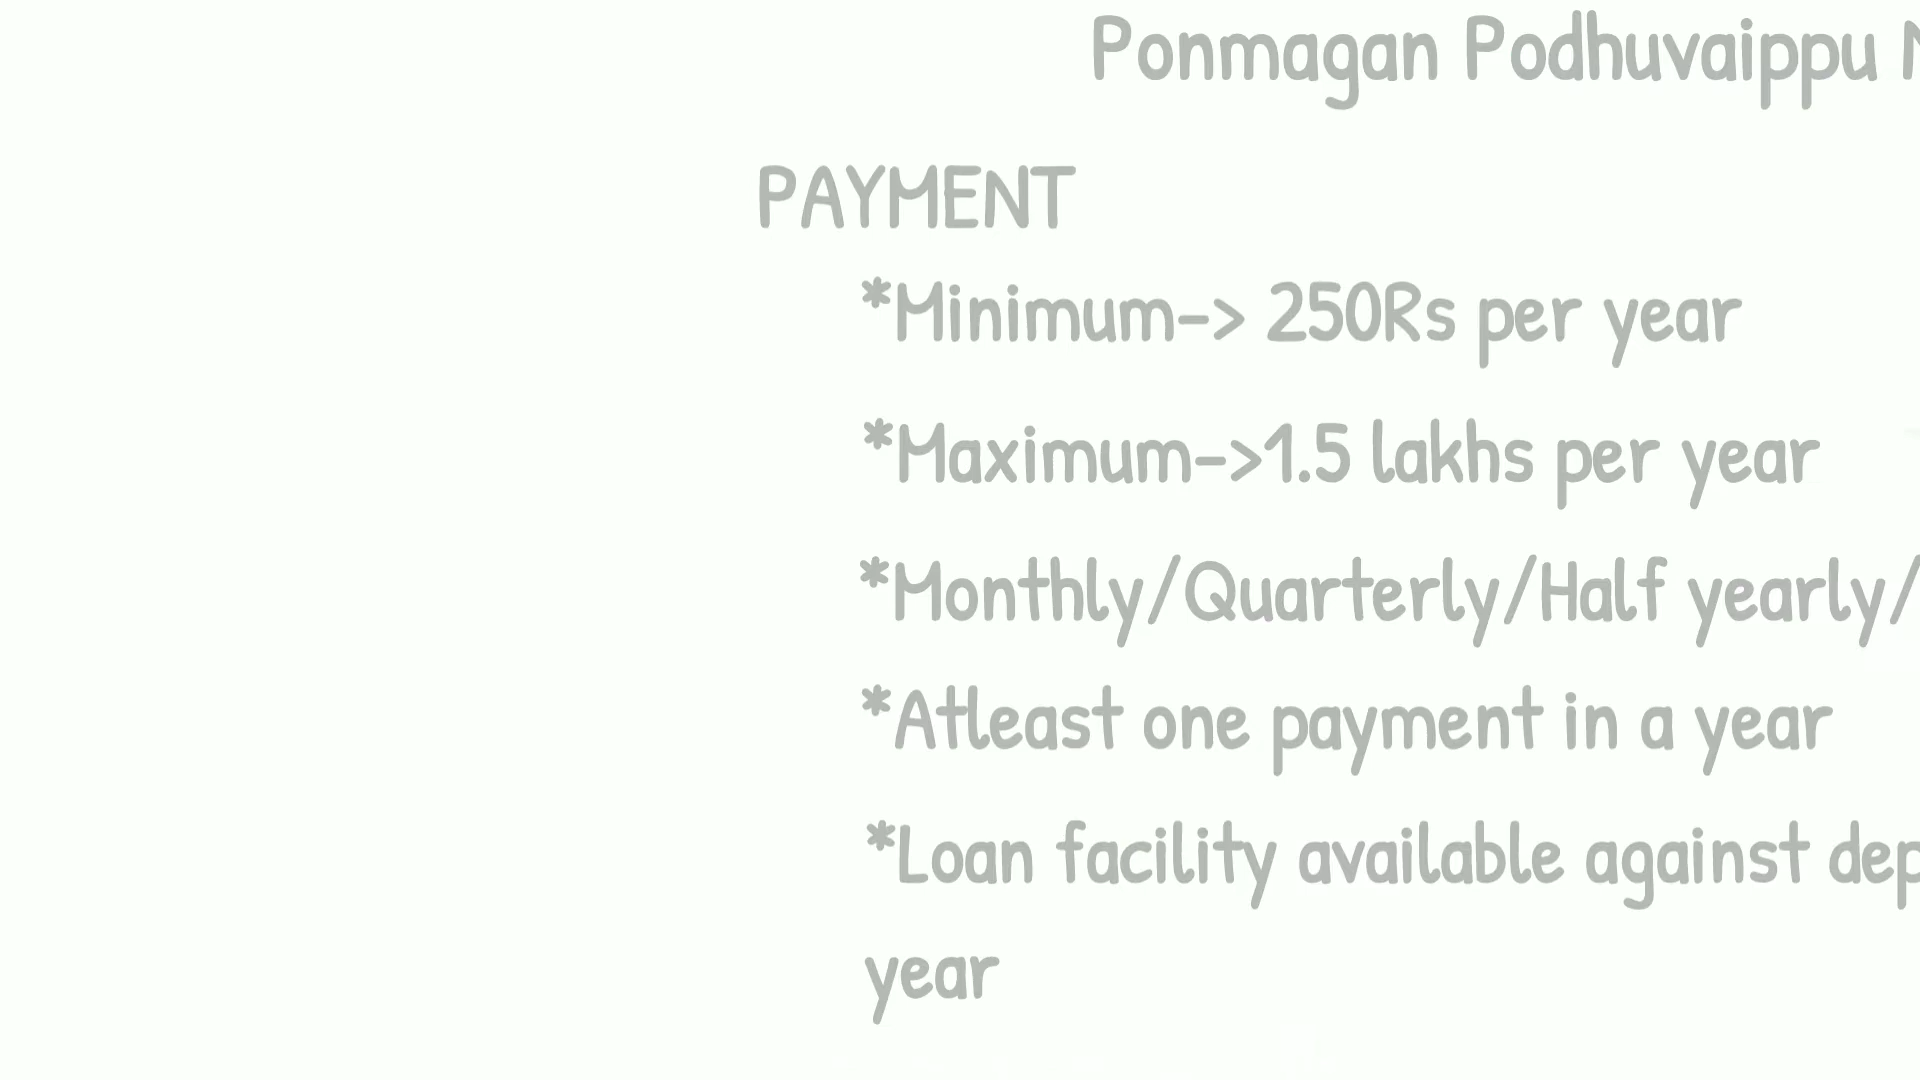 Ponmagan Podhuvaippu
PAYMENT
*Minimum-> 250Rs per year
*Maximum->1.5 lakhs per year
*Monthly/Quarterly/Half yearly/
*Atleast one payment in a year
*Loan facility available against
year